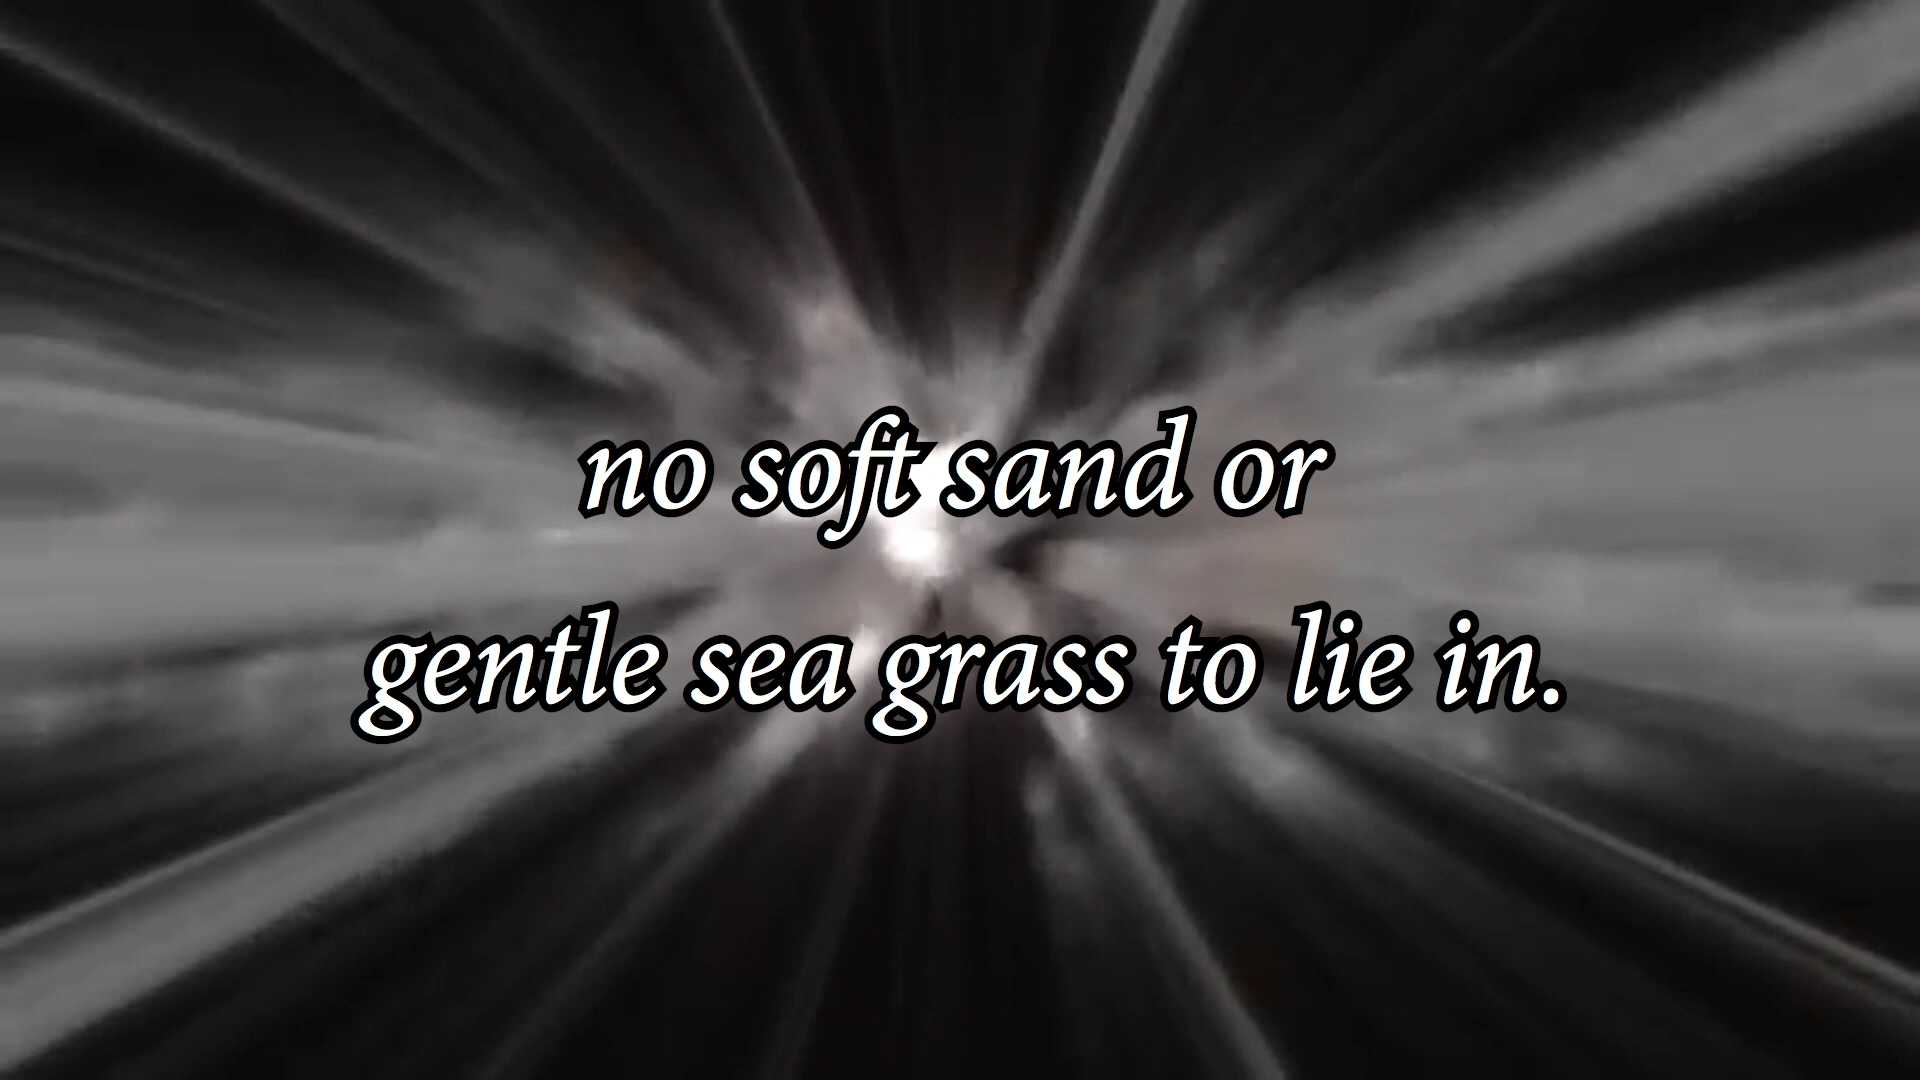 no soft sand or
gentle sea grass to lie in.